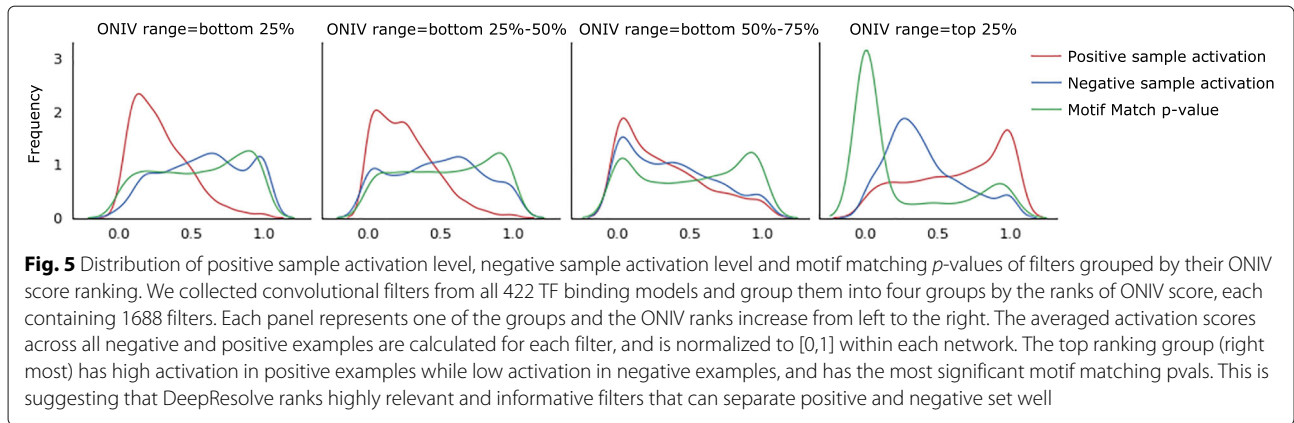 ONIV range=bottom 25%
ONIV range=bottom 25%-50%
ONIV range=bottom 50%-75%
ONIV range=top 25%
Positive sample activation
Negative sample activation
Motif Match p-value
Frequency
3
2
1
0
0.0 0.5 1.0
0.0 0.5 1.0
0.0 0.5 1.0
0.0 0.5 1.0
Fig. 5 Distribution of positive sample activation level, negative sample activation level and motif matching p-values of filters grouped by their ONIV
score ranking. We collected convolutional filters from all 422 TF binding models and group them into four groups by the ranks of ONIV score, each
containing 1688 filters. Each panel represents one of the groups and the ONIV ranks increase from left to the right. The averaged activation scores
across all negative and positive examples are calculated for each filter, and is normalized to [0,1] within each network. The top ranking group (right
most) has high activation in positive examples while low activation in negative examples, and has the most significant motif matching pvals. This is
suggesting that DeepResolve ranks highly relevant and informative filters that can separate positive and negative set well